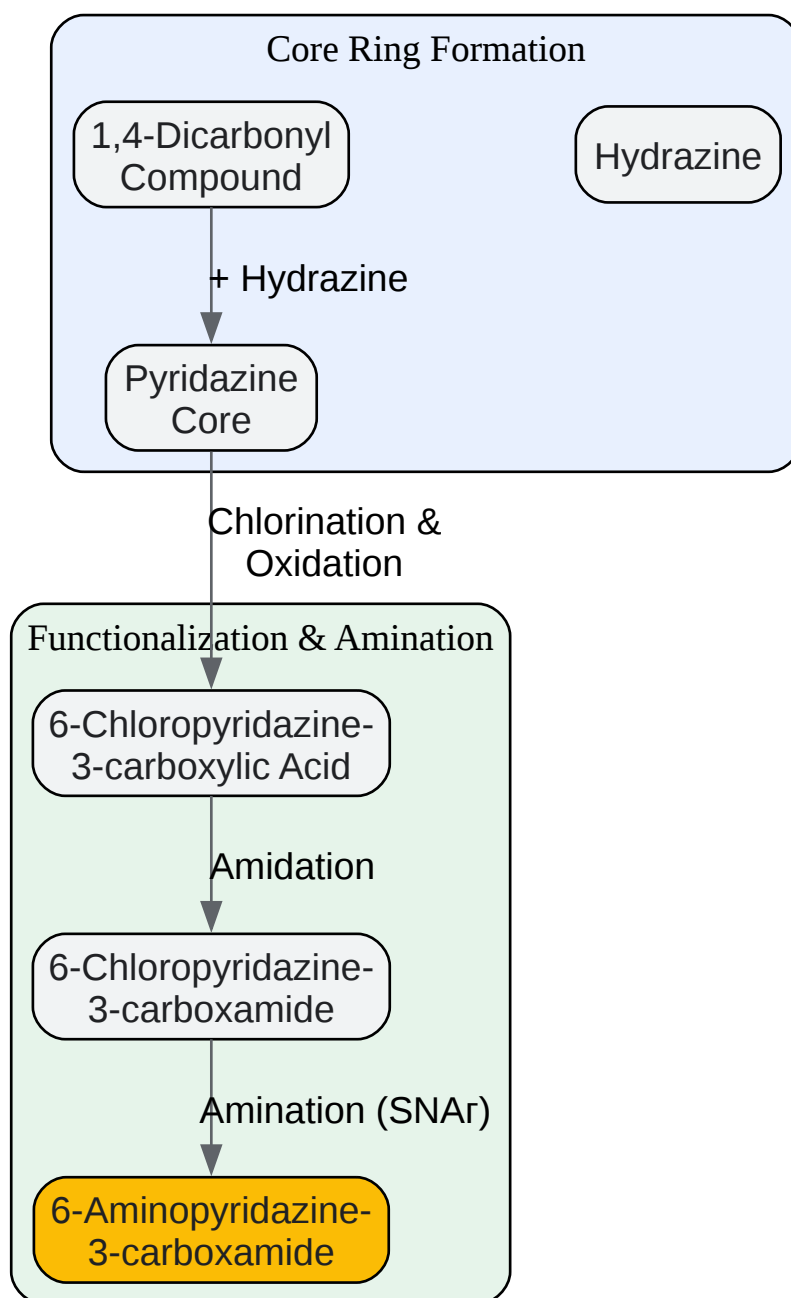 Core Ring Formation
1,4-Dicarbonyl
Compound
Hydrazine
+ Hydrazine
Pyridazine
Core
Chlorination &
Oxidation
Functionalization & Amination
6-Chloropyridazine-
3-carboxylic Acid
Amidation
6-Chloropyridazine-
3-carboxamide
Amination (SNAr)
6-Aminopyridazine-
3-carboxamide